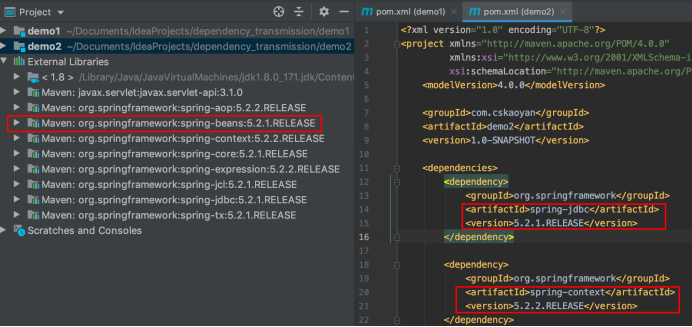 Project
demo1 ~/Documents/IdeaProjects/dependency_transmission/demo1
demo2 ~/Documents/IdeaProjects/dependency_transmission/demo2
External Libraries
< 1.8 > /Library/Java/JavaVirtualMachines/jdk1.8.0_171.jdk/Content
Maven: javax.servlet:javax.servlet-api:3.1.0
Maven: org.springframework:spring-aop:5.2.2.RELEASE
Maven: org.springframework:spring-beans:5.2.1.RELEASE
Maven: org.springframework:spring-context:5.2.2.RELEASE
Maven: org.springframework:spring-core:5.2.1.RELEASE
Maven: org.springframework:spring-expression:5.2.2.RELEASE
Maven: org.springframework:spring-jcl:5.2.1.RELEASE
Maven: org.springframework:spring-jdbc:5.2.1.RELEASE
Maven: org.springframework:spring-tx:5.2.1.RELEASE
Scratches and Consoles
m pom.xml (demo1)
m pom.xml (demo2)
1 <?xml version="1.0" encoding="UTF-8"?>
2 <project xmlns="http://maven.apache.org/POM/4.0.0"
3 xmlns:xsi="http://www.w3.org/2001/XMLSchema-i
4 xsi:schemaLocation="http://maven.apache.org/P
5 <modelVersion>4.0.0</modelVersion>
6
7 <groupId>com.cskaoyan</groupId>
8 <artifactId>demo2</artifactId>
9 <version>1.0-SNAPSHOT</version>
10
11 <dependencies>
12 <dependency>
13 <groupId>org.springframework</groupId>
14 <artifactId>spring-jdbc</artifactId>
15 <version>5.2.1.RELEASE</version>
16 </dependency>
17
18 <dependency>
19 <groupId>org.springframework</groupId>
20 <artifactId>spring-context</artifactId>
21 <version>5.2.2.RELEASE</version>
22 </dependency>